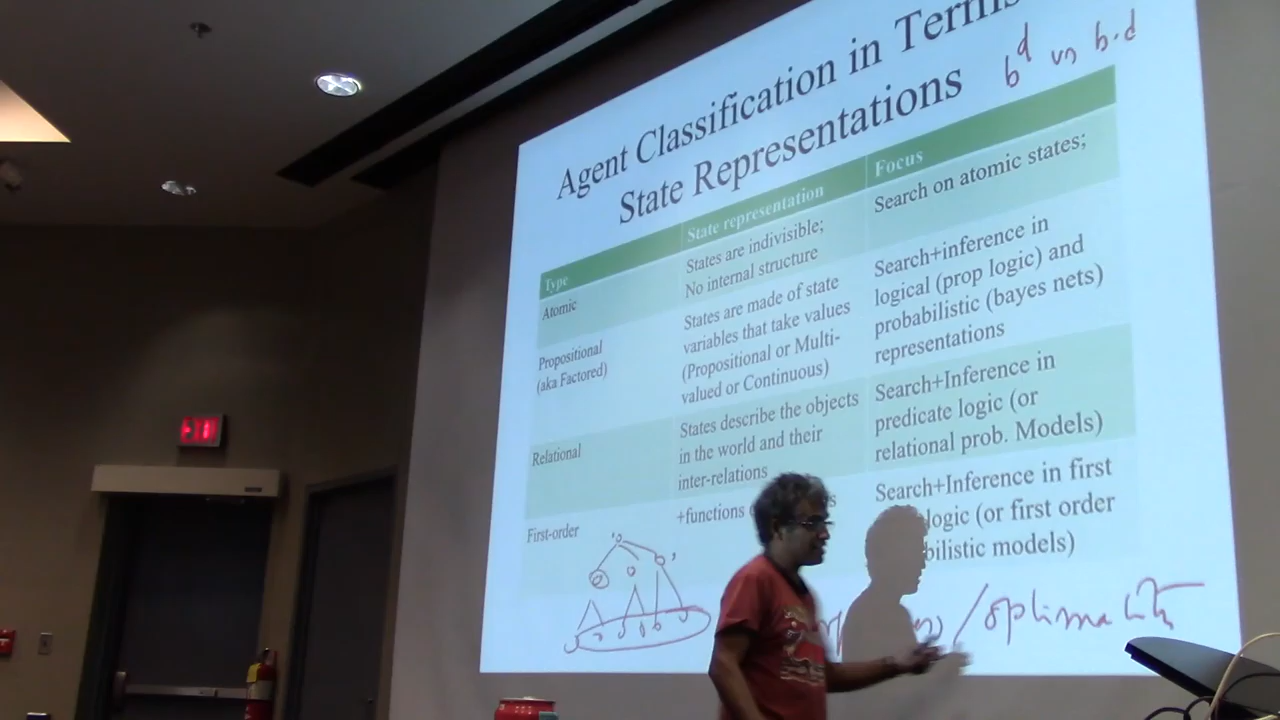 Agent Classification in Terms
State Representations
b^d vs b.d
Type
State representation
Focus
Atomic
States are indivisible;
No internal structure
Search on atomic states;
Propositional
(aka Factored)
States are made of state
variables that take values
(Propositional or Multi-
valued or Continuous)
Search+inference in
logical (prop logic) and
probabilistic (bayes nets)
representations
Relational
States describe the objects
in the world and their
inter-relations
Search+Inference in
predicate logic (or
relational prob. Models)
First-order
+functions
Search+Inference in first
logic (or first order
bilistic models)
/optimality
EXIT